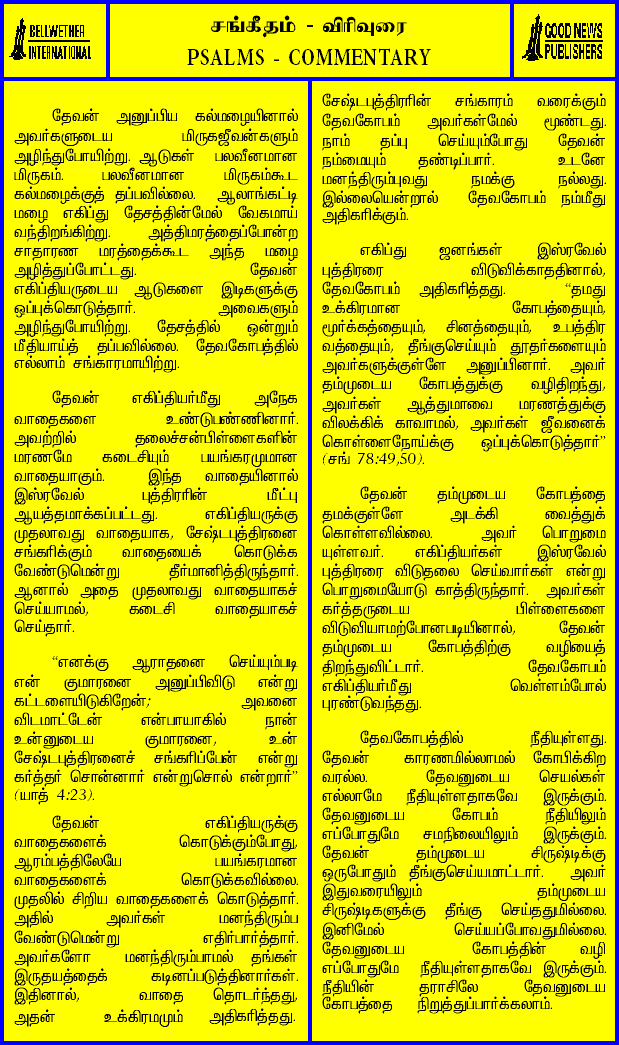 BELLWETHER
INTERNATIONAL
சங்கீதம் - விரிவுரை
PSALMS - COMMENTARY
GOOD NEWS
PUBLISHERS
தேவன் அனுப்பிய கல்மழையினால்
அவர்களுடைய மிருகஜீவன்களும்
அழிந்துபோயிற்று. ஆடுகள் பலவீனமான
மிருகம். பலவீனமான மிருகம்கூட
கல்மழைக்குத் தப்பவில்லை. ஆலாங்கட்டி
மழை எகிப்து தேசத்தின்மேல் வேகமாய்
வந்திறங்கிற்று. அத்திமரத்தைப்போன்ற
சாதாரண மரத்தைக்கூட அந்த மழை
அழித்துப்போட்டது. தேவன்
எகிப்தியருடைய ஆடுகளை இடிகளுக்கு
ஒப்புக்கொடுத்தார். அவைகளும்
அழிந்துபோயிற்று. தேசத்தில் ஒன்றும்
மீதியாய்த் தப்பவில்லை. தேவகோபத்தில்
எல்லாம் சங்காரமாயிற்று.
தேவன் எகிப்தியர்மீது அநேக
வாதைகளை உண்டுபண்ணினார்.
அவற்றில் தலைச்சன்பிள்ளைகளின்
மரணமே கடைசியும் பயங்கரமுமான
வாதையாகும். இந்த வாதையினால்
இஸ்ரவேல் புத்திரரின் மீட்பு
ஆயத்தமாக்கப்பட்டது. எகிப்தியருக்கு
முதலாவது வாதையாக, சேஷ்டபுத்திரனை
சங்கரிக்கும் வாதையைக் கொடுக்க
வேண்டுமென்று தீர்மானித்திருந்தார்.
ஆனால் அதை முதலாவது வாதையாகச்
செய்யாமல், கடைசி வாதையாகச்
செய்தார்.
“எனக்கு ஆராதனை செய்யும்படி
என் குமாரனை அனுப்பிவிடு என்று
கட்டளையிடுகிறேன்; அவனை
விடமாட்டேன் என்பாயாகில் நான்
உன்னுடைய குமாரனை, உன்
சேஷ்டபுத்திரனைச் சங்கரிப்பேன் என்று
கர்த்தர் சொன்னார் என்றுசொல் என்றார்”
(யாத் 4:23).
தேவன் எகிப்தியருக்கு
வாதைகளைக் கொடுக்கும்போது,
ஆரம்பத்திலேயே பயங்கரமான
வாதைகளைக் கொடுக்கவில்லை.
முதலில் சிறிய வாதைகளைக் கொடுத்தார்.
அதில் அவர்கள் மனந்திரும்ப
வேண்டுமென்று எதிர்பார்த்தார்.
அவர்களோ மனந்திரும்பாமல் தங்கள்
இருதயத்தைக் கடினப்படுத்தினார்கள்.
இதினால், வாதை தொடர்ந்தது,
அதன் உக்கிரமமும் அதிகரித்தது.
சேஷ்டபுத்திரரின் சங்காரம் வரைக்கும்
தேவகோபம் அவர்கள்மேல் மூண்டது.
நாம் தப்பு செய்யும்போது தேவன்
நம்மையும் தண்டிப்பார். உடனே
மனந்திரும்புவது நமக்கு நல்லது.
இல்லையென்றால் தேவகோபம் நம்மீது
அதிகரிக்கும்.
எகிப்து ஜனங்கள் இஸ்ரவேல்
புத்திரரை விடுவிக்காததினால்,
தேவகோபம் அதிகரித்தது. “தமது
உக்கிரமான கோபத்தையும்,
மூர்க்கத்தையும், சினத்தையும், உபத்திர
வத்தையும், தீங்குசெய்யும் தூதர்களையும்
அவர்களுக்குள்ளே அனுப்பினார். அவர்
தம்முடைய கோபத்துக்கு வழிதிறந்து,
அவர்கள் ஆத்துமாவை மரணத்துக்கு
விலக்கிக் காவாமல், அவர்கள் ஜீவனைக்
கொள்ளைநோய்க்கு ஒப்புக்கொடுத்தார்”
(சங் 78:49,50).
தேவன் தம்முடைய கோபத்தை
தமக்குள்ளே அடக்கி வைத்துக்
கொள்ளவில்லை. அவர் பொறுமை
யுள்ளவர். எகிப்தியர்கள் இஸ்ரவேல்
புத்திரரை விடுதலை செய்வார்கள் என்று
பொறுமையோடு காத்திருந்தார். அவர்கள்
கர்த்தருடைய பிள்ளைகளை
விடுவியாமற்போனபடியினால், தேவன்
தம்முடைய கோபத்திற்கு வழியைத்
திறந்துவிட்டார். தேவகோபம்
எகிப்தியர்மீது வெள்ளம்போல்
புரண்டுவந்தது.
தேவகோபத்தில் நீதியுள்ளது.
தேவன் காரணமில்லாமல் கோபிக்கிற
வரல்ல. தேவனுடைய செயல்கள்
எல்லாமே நீதியுள்ளதாகவே இருக்கும்.
தேவனுடைய கோபம் நீதியிலும்
எப்போதுமே சமநிலையிலும் இருக்கும்.
தேவன் தம்முடைய சிருஷ்டிக்கு
ஒருபோதும் தீங்குசெய்யமாட்டார். அவர்
இதுவரையிலும் தம்முடைய
சிருஷ்டிகளுக்கு தீங்கு செய்ததுமில்லை.
இனிமேல் செய்யப்போவதுமில்லை.
தேவனுடைய கோபத்தின் வழி
எப்போதுமே நீதியுள்ளதாகவே இருக்கும்.
நீதியின் தராசிலே தேவனுடைய
கோபத்தை நிறுத்துப்பார்க்கலாம்.